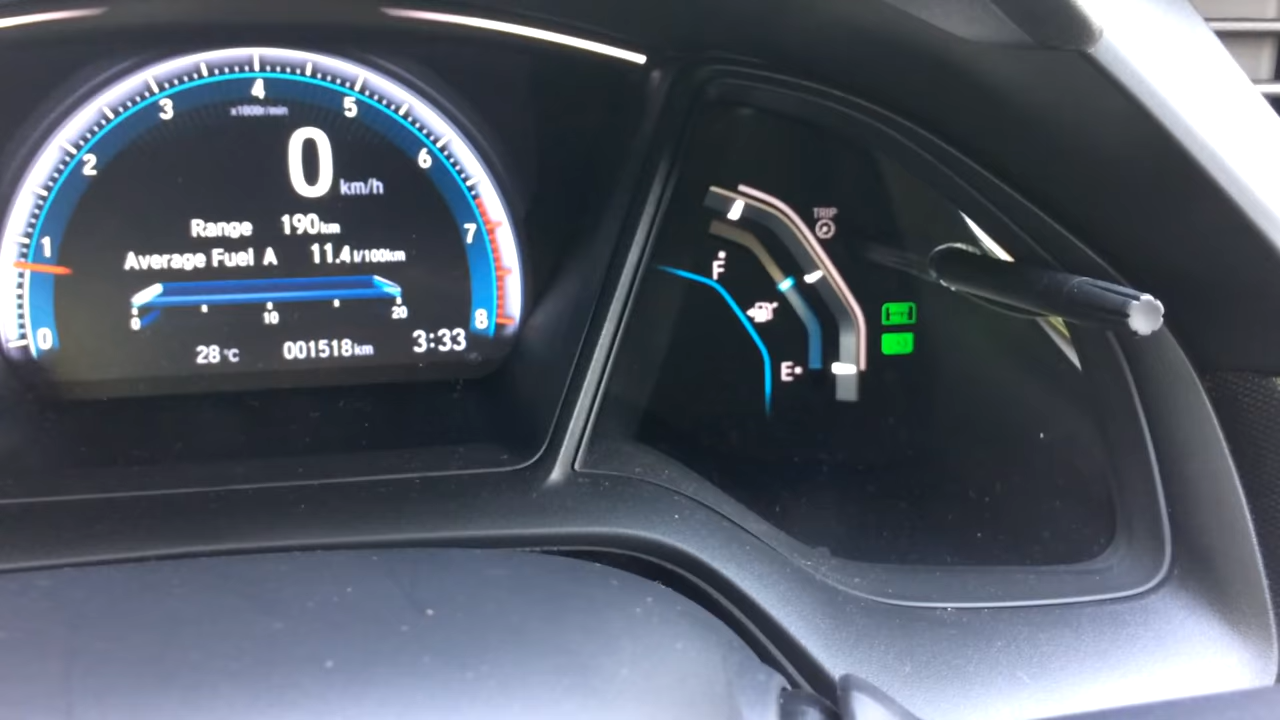 4
3
5
x1000r/min
2
6
0 km/h
Range 190km
1
7
Average Fuel A 11.4 l/100km
0 10 20
0
8
28 °C 001518km 3:33
TRIP
F
E